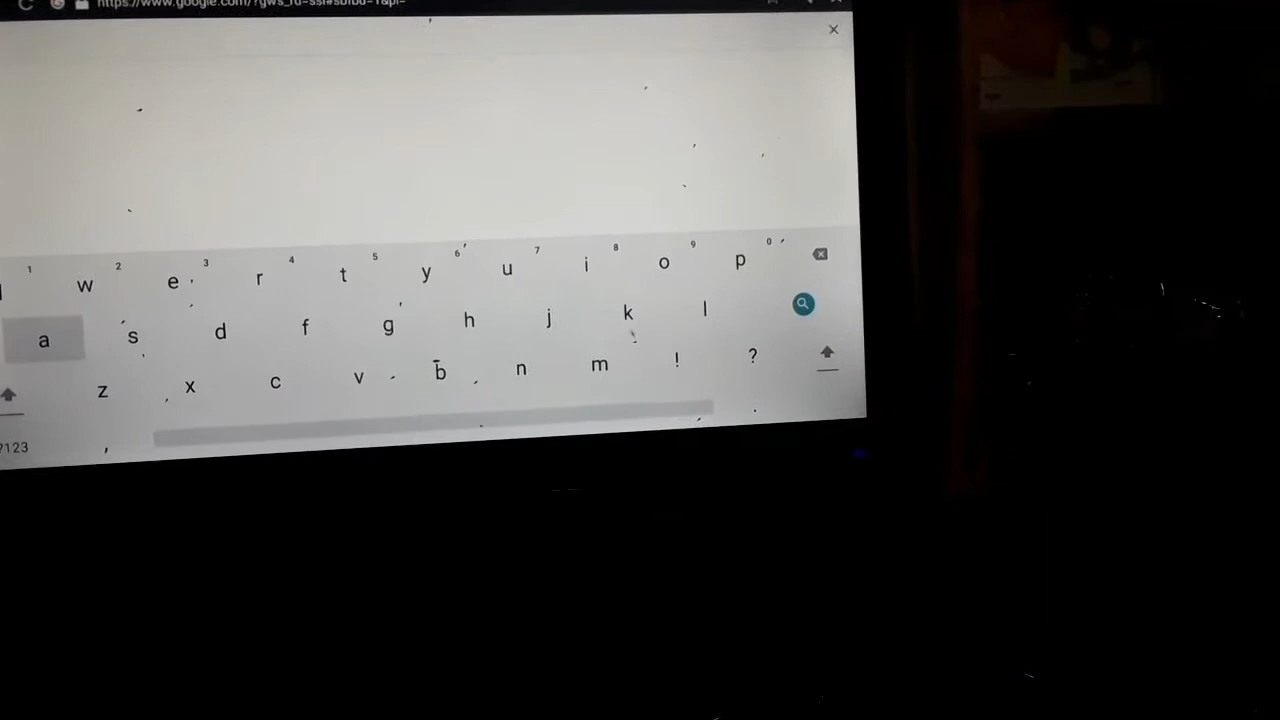 https://www.google.com/?gws_rd=ssl#sbfbd=1&pi=
1 2 3 4 5 6 7 8 9 0
w e r t y u i o p
a s d f g h j k l
z x c v b n m ! ?
?123 , .